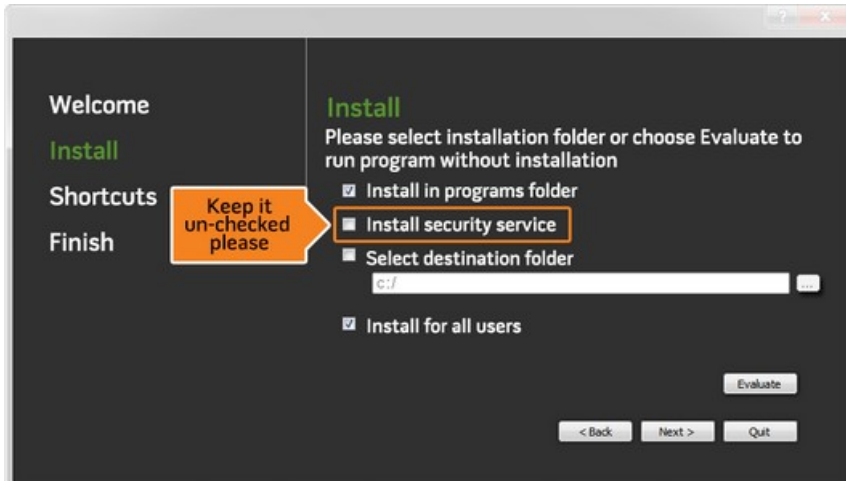 Welcome
Install
Shortcuts
Finish
Keep it
un-checked
please
Install
Please select installation folder or choose Evaluate to
run program without installation
Install in programs folder
Install security service
Select destination folder
c:/
...
Install for all users
Evaluate
< Back
Next >
Quit